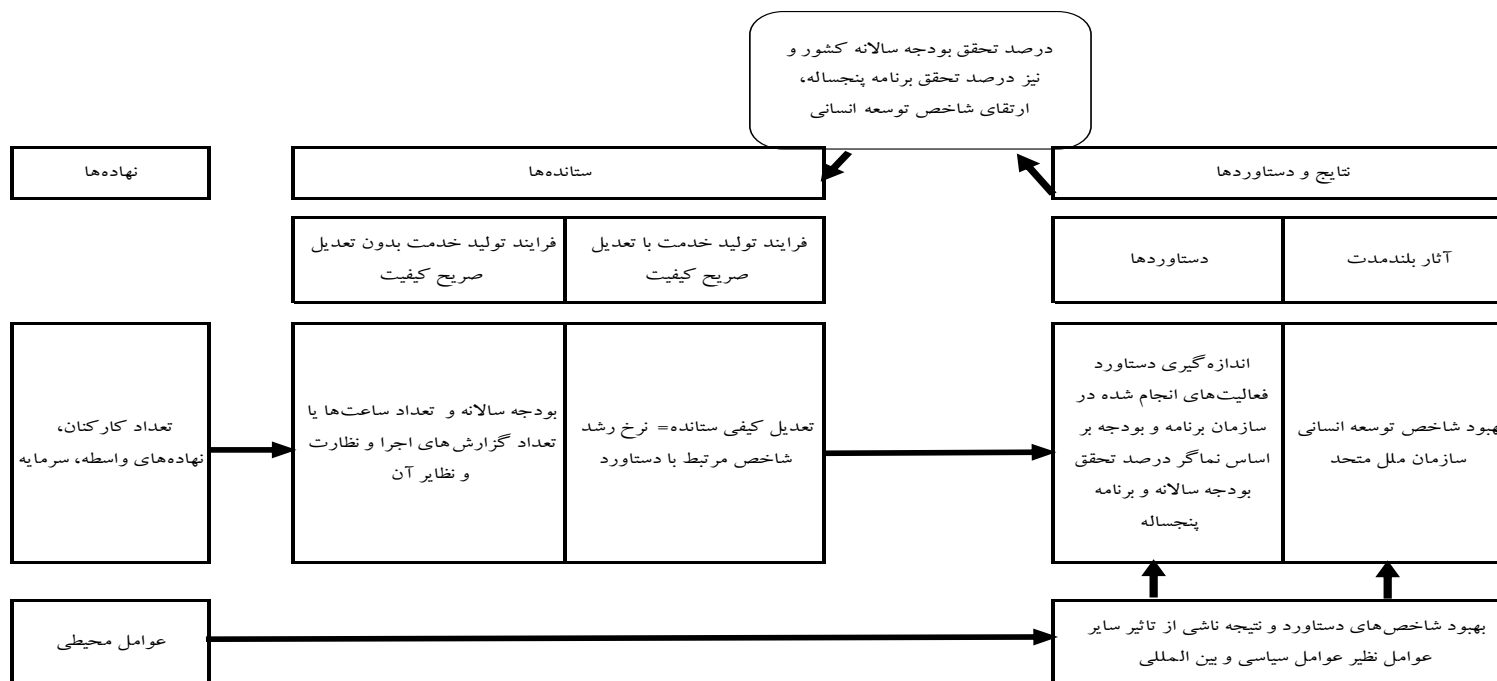 درصد تحقق بودجه سالانه کشور و
نیز درصد تحقق برنامه پنجساله،
ارتقای شاخص توسعه انسانی
نتایج و دستاوردها
ستانده‌ها
نهاده‌ها
آثار بلندمدت
دستاوردها
فرایند تولید خدمت با تعدیل
صریح کیفیت
فرایند تولید خدمت بدون تعدیل
صریح کیفیت
بهبود شاخص توسعه انسانی
سازمان ملل متحد
اندازه‌گیری دستاورد
فعالیت‌های انجام شده در
سازمان برنامه و بودجه بر
اساس نماگر درصد تحقق
بودجه سالانه و برنامه
پنجساله
تعدیل کیفی ستانده= نرخ رشد
شاخص مرتبط با دستاورد
بودجه سالانه و تعداد ساعت‌ها یا
تعداد گزارش‌های اجرا و نظارت
و نظایر آن
تعداد کارکنان،
نهاده‌های واسطه، سرمایه
بهبود شاخص‌های دستاورد و نتیجه ناشی از تاثیر سایر
عوامل نظیر عوامل سیاسی و بین المللی
عوامل محیطی